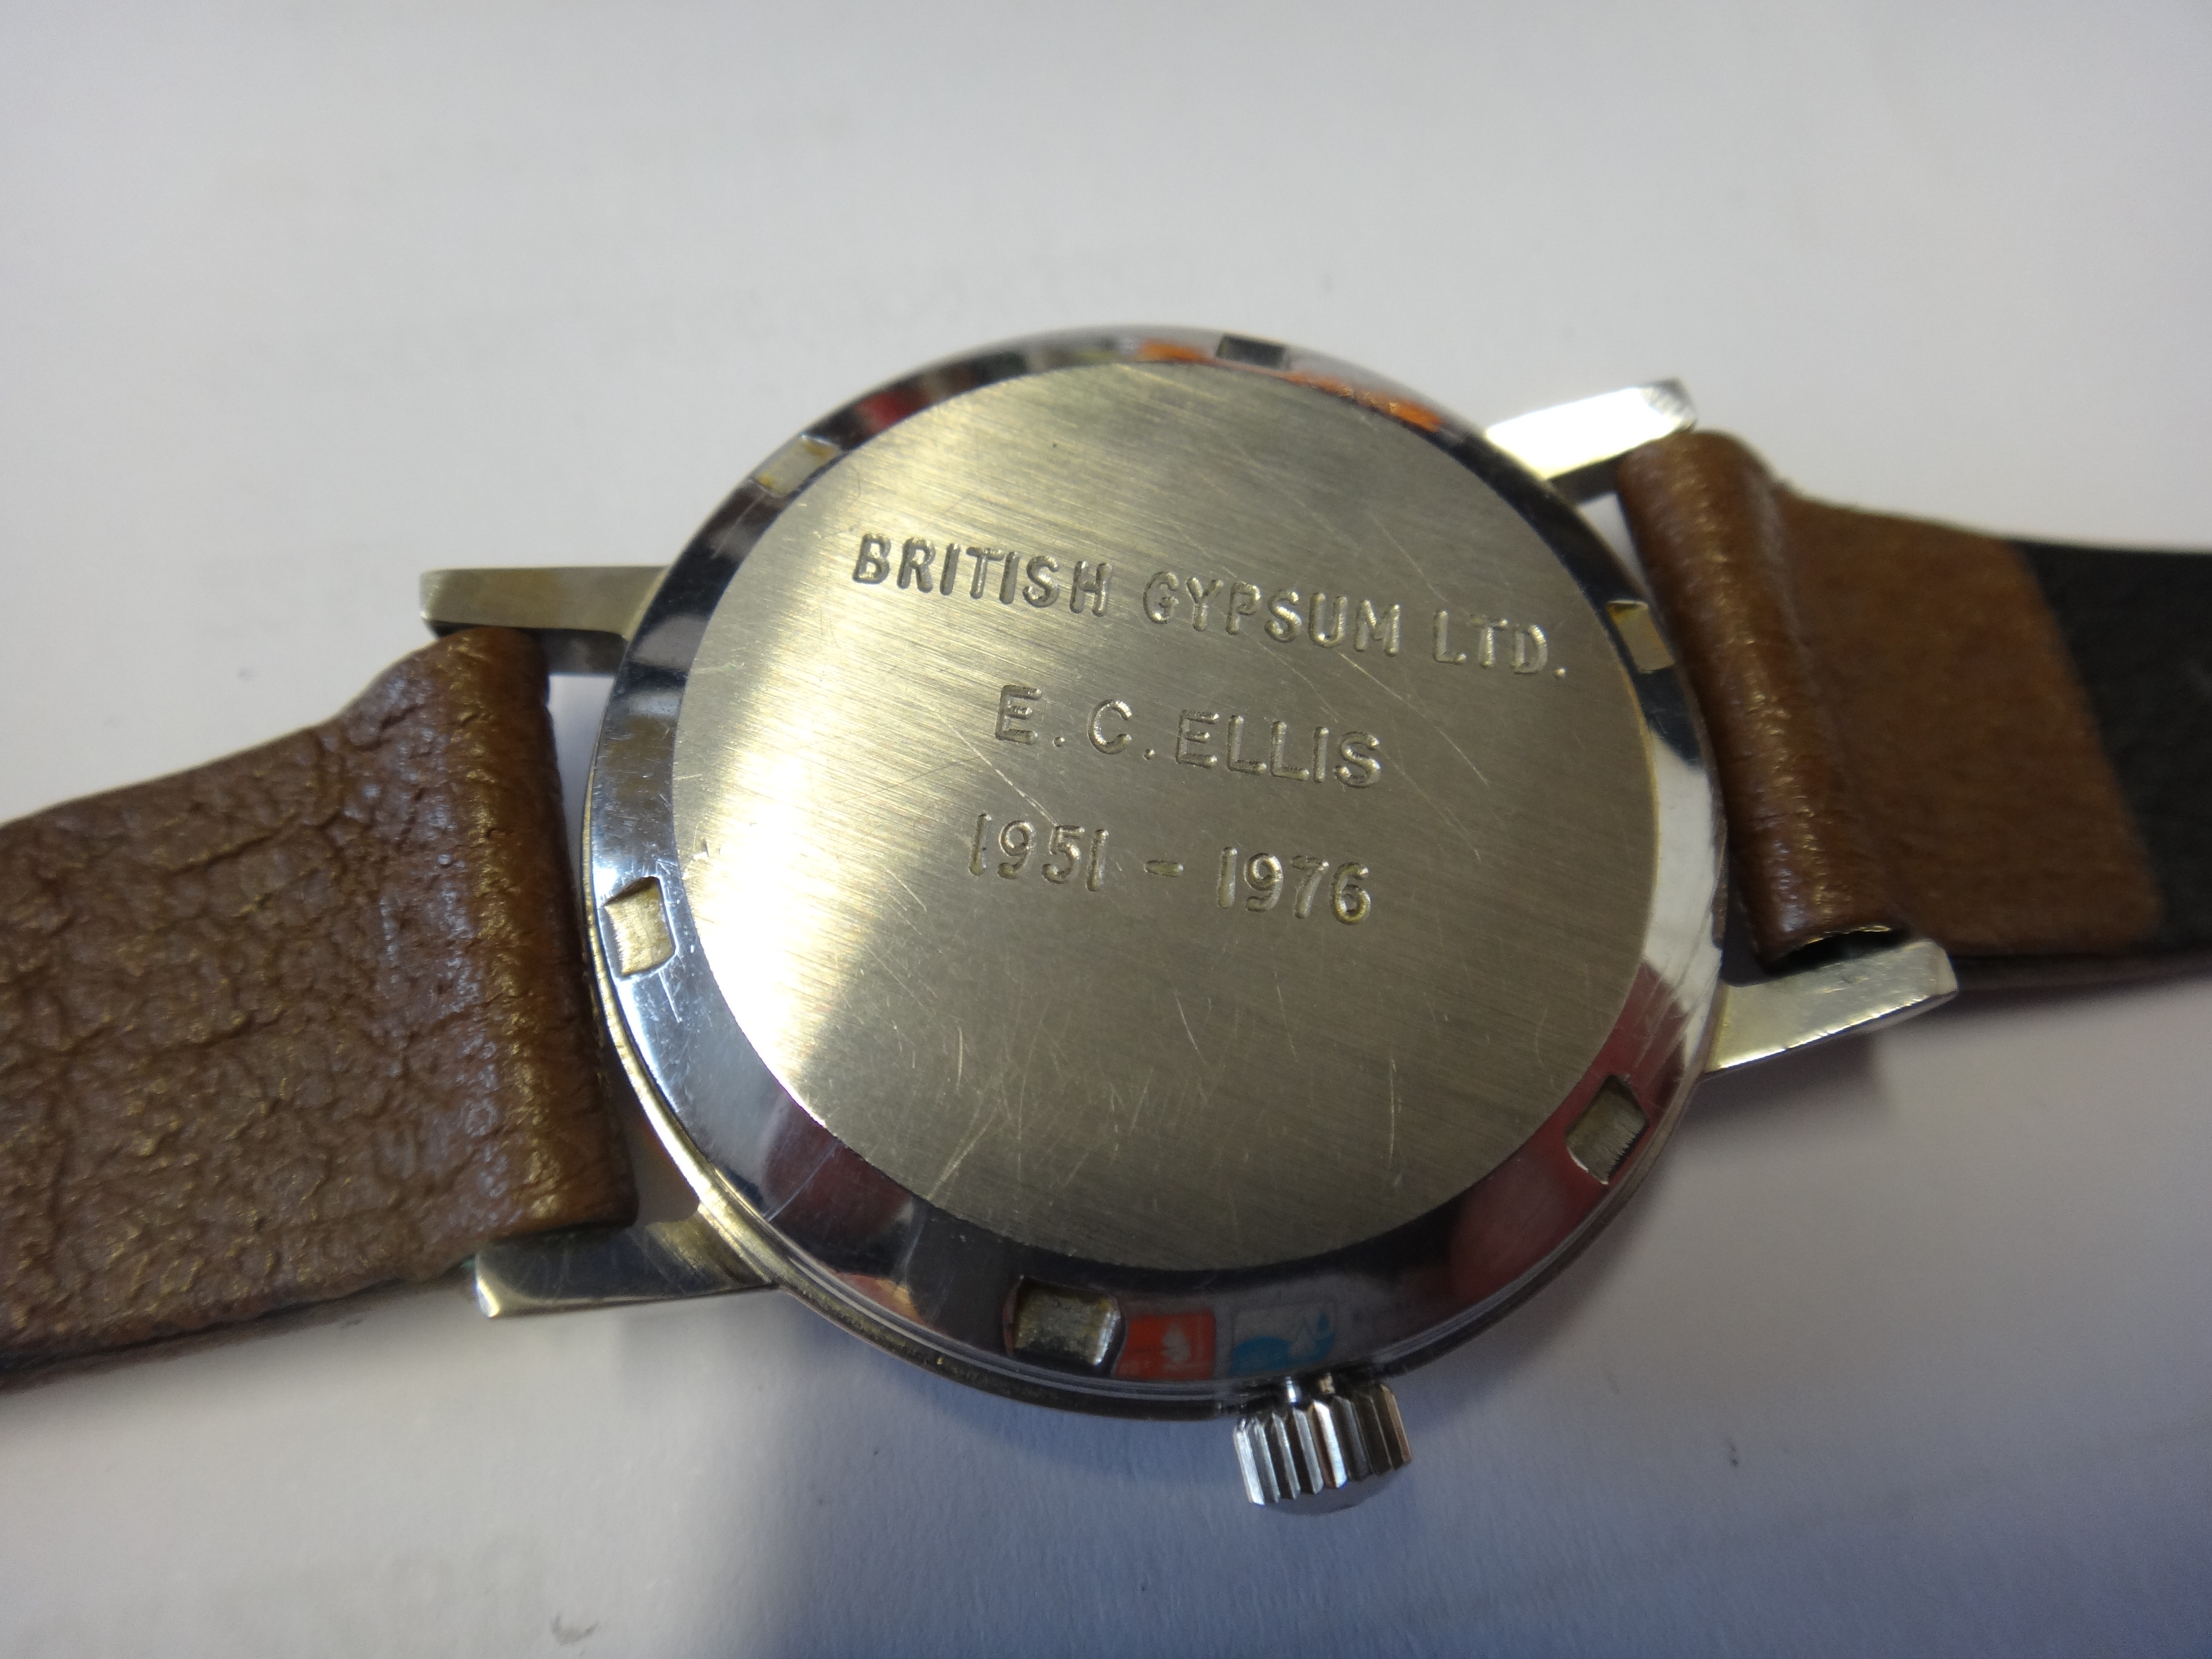 BRITISH GYPSUM LTD.
E. C. ELLIS
1951 - 1976